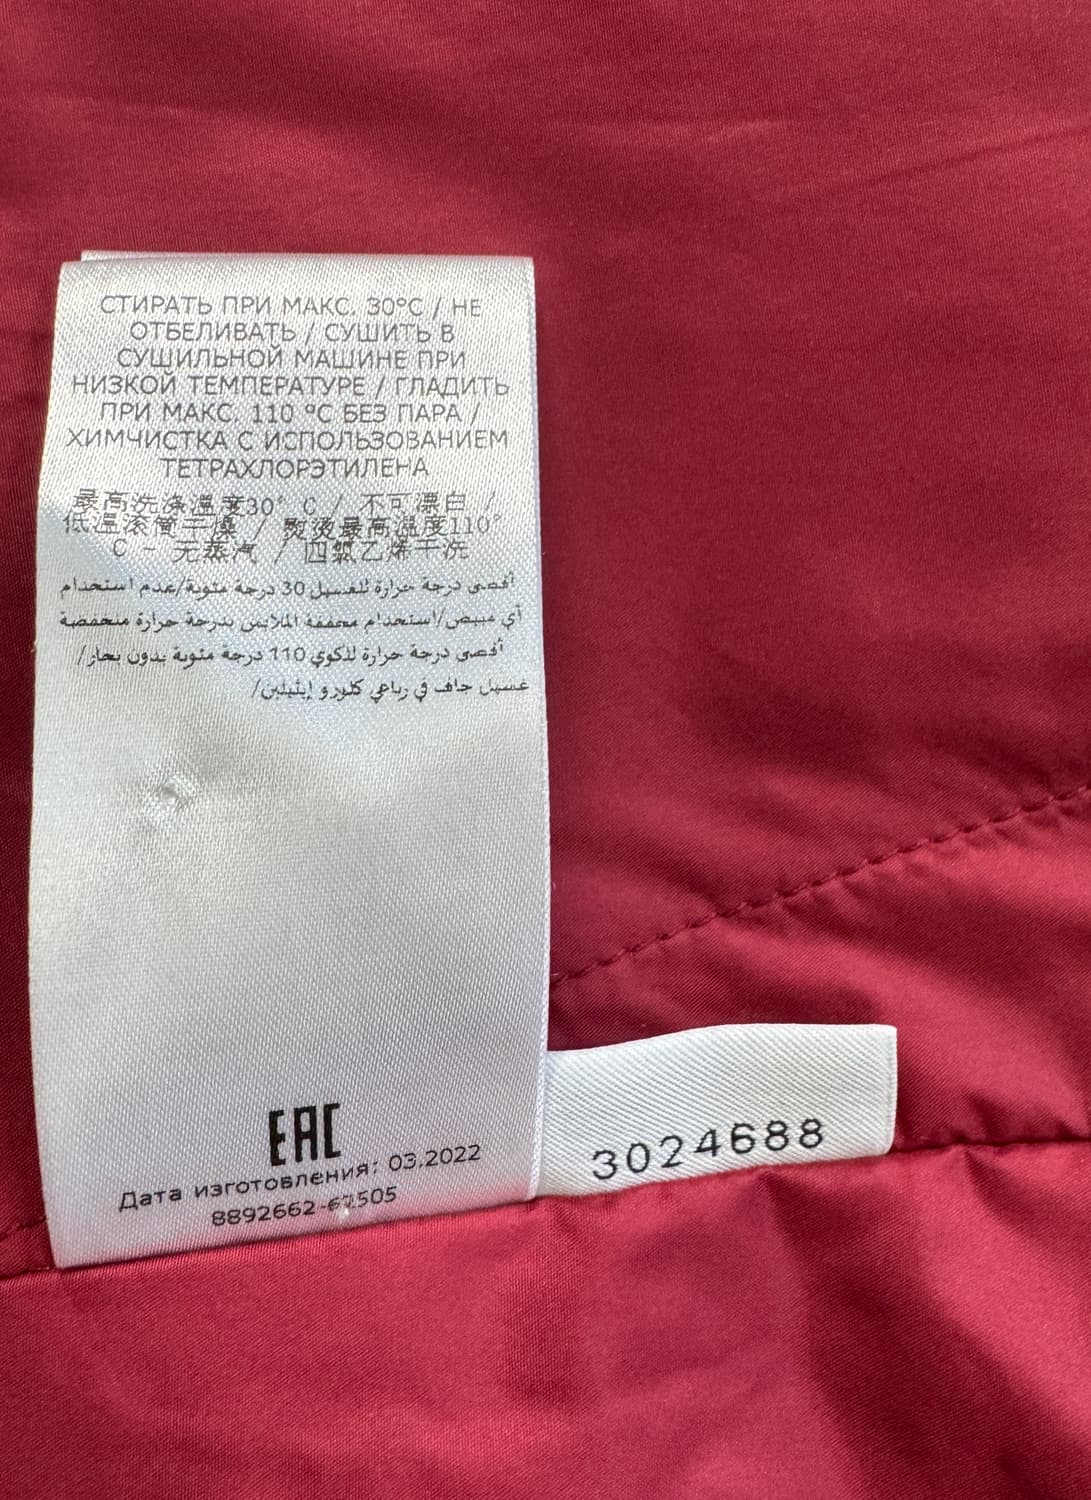 СТИРАТЬ ПРИ МАКС. 30°C / НЕ
ОТБЕЛИВАТЬ / СУШИТЬ В
СУШИЛЬНОЙ МАШИНЕ ПРИ
НИЗКОЙ ТЕМПЕРАТУРЕ / ГЛАДИТЬ
ПРИ МАКС. 110 °C БЕЗ ПАРА /
ХИМЧИСТКА С ИСПОЛЬЗОВАНИЕМ
ТЕТРАХЛОРЭТИЛЕНА
最高洗涤温度30° C / 不可漂白 /
低温滚筒干燥 / 熨烫最高温度110°
C - 无蒸汽 / 四氯乙烯干洗
أقصى درجة حرارة للغسيل 30 درجة مئوية/عدم استخدام
أي مبيض/استخدام مجففة الملابس بدرجة حرارة منخفضة
أقصى درجة حرارة للكوي 110 درجة مئوية بدون بخار/
غسيل جاف في رباعي كلورو إيثيلين/
EAC
Дата изготовления: 03.2022
8892662-
3024688